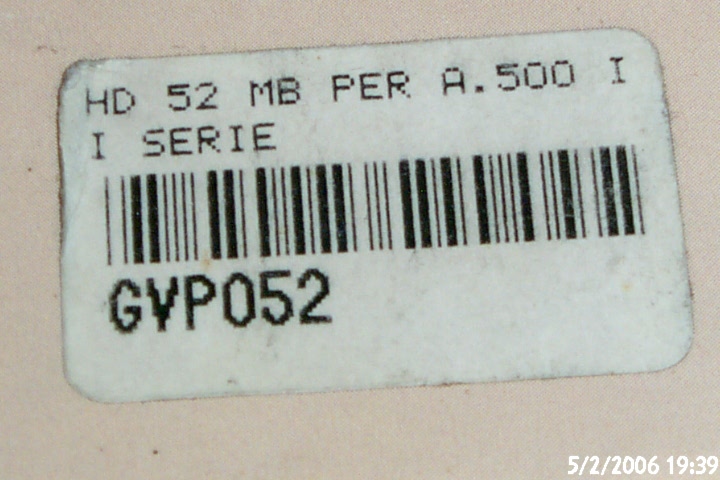 HD 52 MB PER A.500 I
I SERIE
GVP052
5/2/2006 19:39